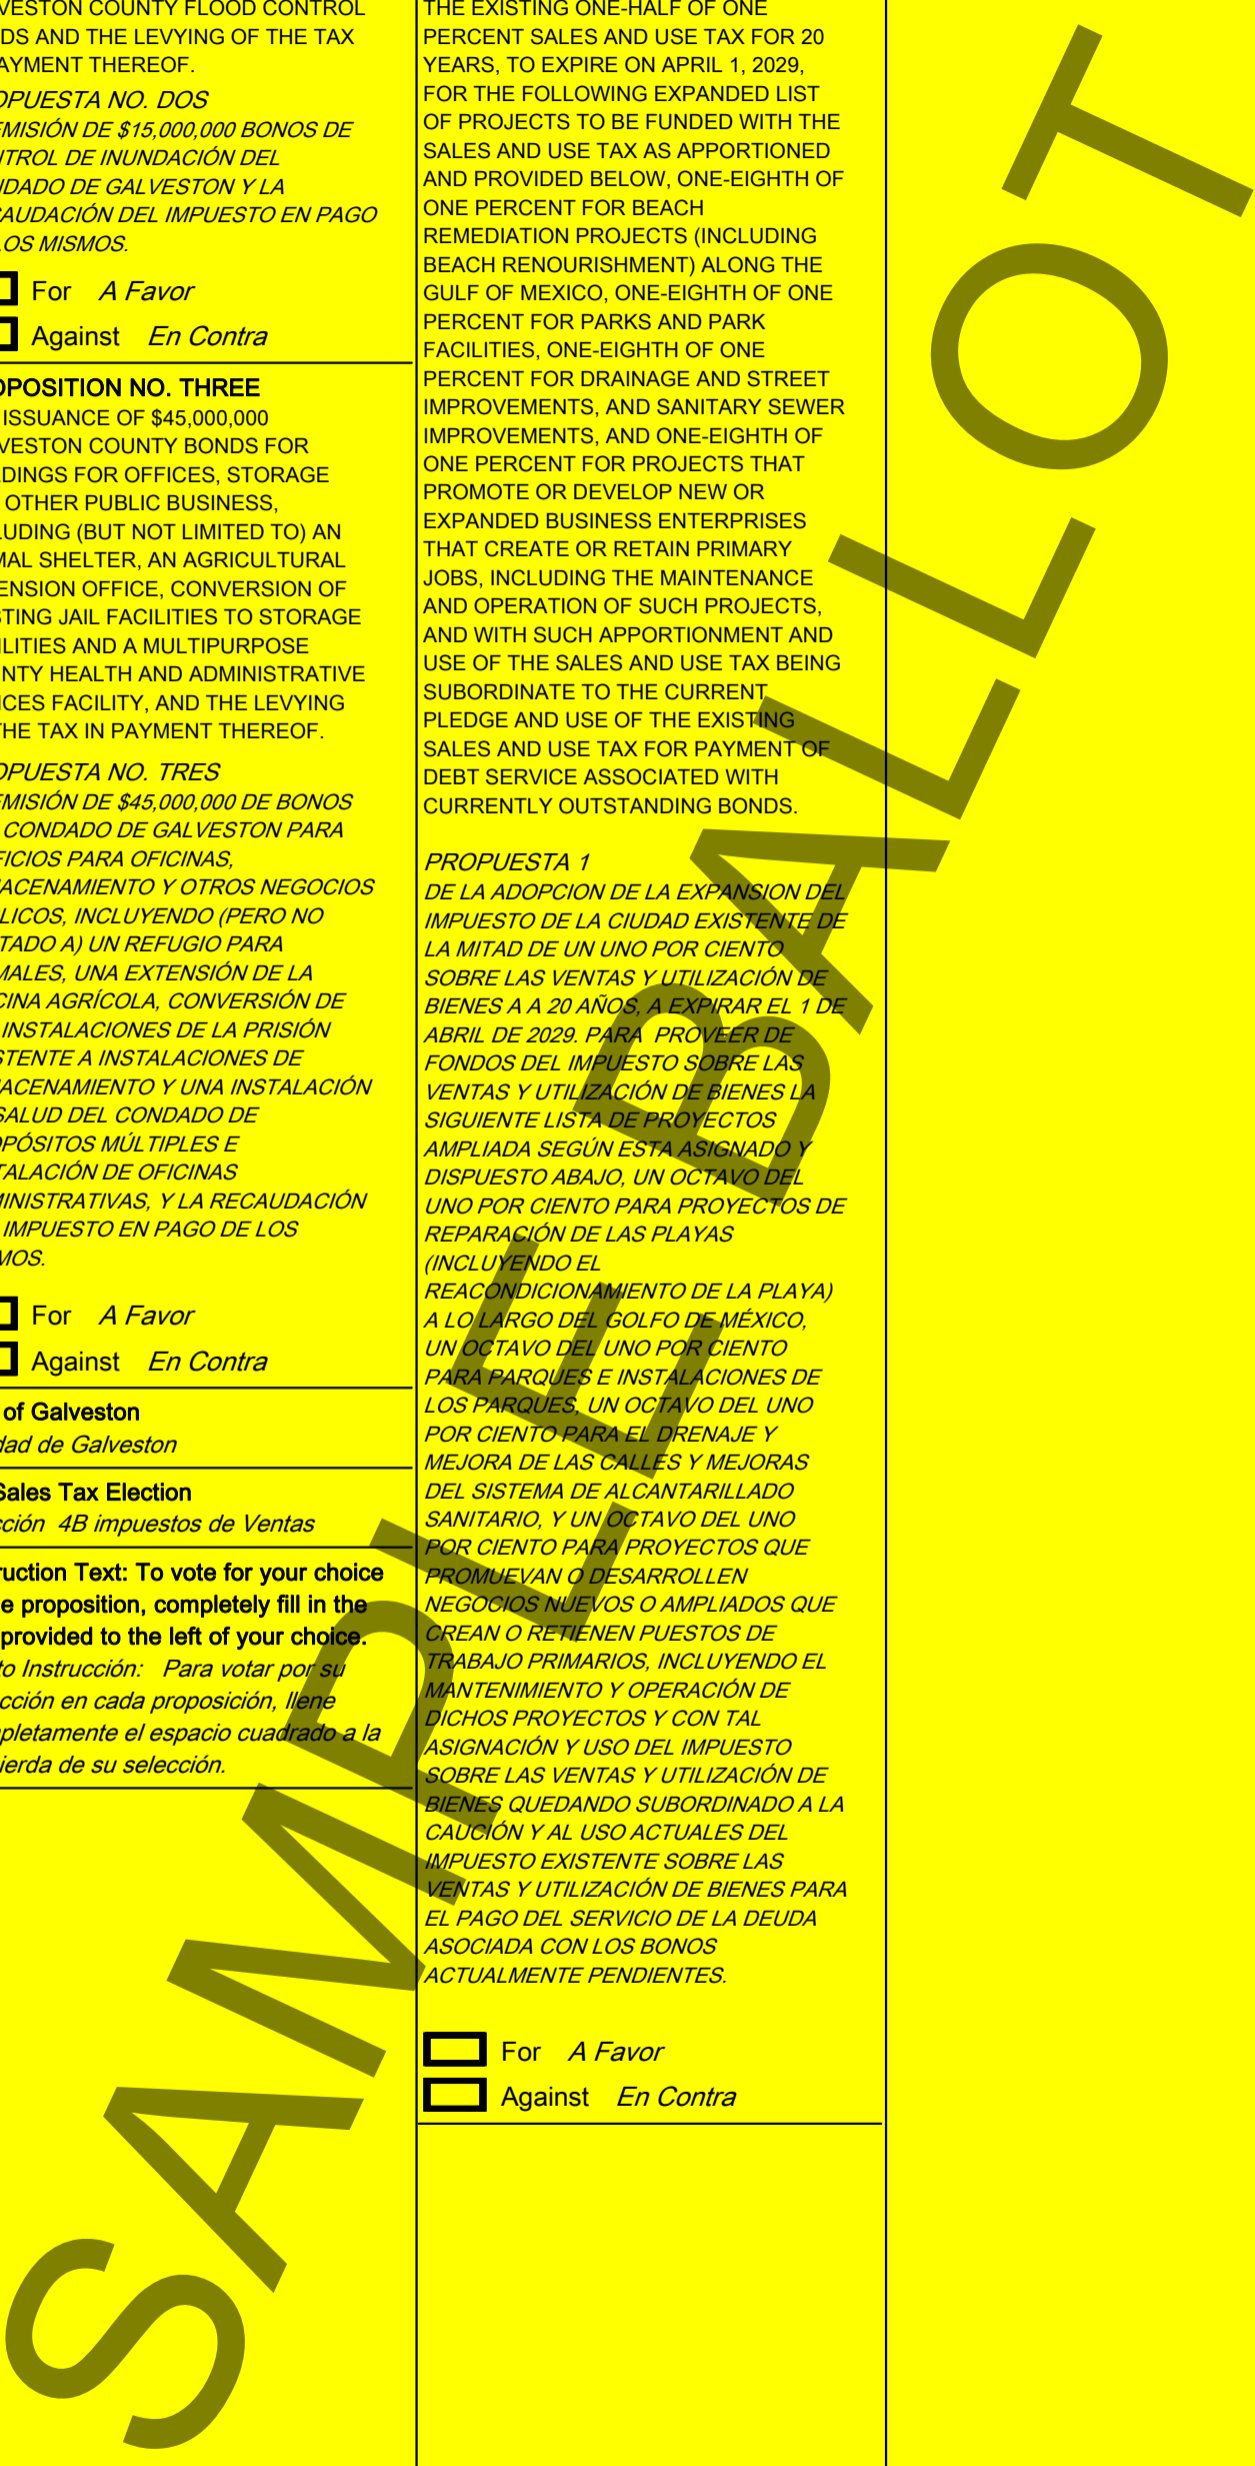 VESTON COUNTY FLOOD CONTROL
DS AND THE LEVYING OF THE TAX
AYMENT THEREOF.
OPUESTA NO. DOS
EMISIÓN DE $15,000,000 BONOS DE
NTROL DE INUNDACIÓN DEL
NDADO DE GALVESTON Y LA
CAUDACIÓN DEL IMPUESTO EN PAGO
LOS MISMOS.
For A Favor
Against En Contra
OPOSITION NO. THREE
ISSUANCE OF $45,000,000
VESTON COUNTY BONDS FOR
LDINGS FOR OFFICES, STORAGE
OTHER PUBLIC BUSINESS,
LUDING (BUT NOT LIMITED TO) AN
MAL SHELTER, AN AGRICULTURAL
ENSION OFFICE, CONVERSION OF
STING JAIL FACILITIES TO STORAGE
ILITIES AND A MULTIPURPOSE
NTY HEALTH AND ADMINISTRATIVE
ICES FACILITY, AND THE LEVYING
THE TAX IN PAYMENT THEREOF.
OPUESTA NO. TRES
EMISIÓN DE $45,000,000 DE BONOS
CONDADO DE GALVESTON PARA
FICIOS PARA OFICINAS,
ACENAMIENTO Y OTROS NEGOCIOS
LICOS, INCLUYENDO (PERO NO
TADO A) UN REFUGIO PARA
MALES, UNA EXTENSIÓN DE LA
CINA AGRÍCOLA, CONVERSIÓN DE
INSTALACIONES DE LA PRISIÓN
STENTE A INSTALACIONES DE
ACENAMIENTO Y UNA INSTALACIÓN
SALUD DEL CONDADO DE
OPÓSITOS MÚLTIPLES E
TALACIÓN DE OFICINAS
MINISTRATIVAS, Y LA RECAUDACIÓN
IMPUESTO EN PAGO DE LOS
MOS.
For A Favor
Against En Contra
of Galveston
dad de Galveston
Sales Tax Election
cción 4B impuestos de Ventas
ruction Text: To vote for your choice
e proposition, completely fill in the
provided to the left of your choice.
to Instrucción: Para votar por su
cción en cada proposición, llene
pletamente el espacio cuadrado a la
ierda de su selección.
THE EXISTING ONE-HALF OF ONE
PERCENT SALES AND USE TAX FOR 20
YEARS, TO EXPIRE ON APRIL 1, 2029,
FOR THE FOLLOWING EXPANDED LIST
OF PROJECTS TO BE FUNDED WITH THE
SALES AND USE TAX AS APPORTIONED
AND PROVIDED BELOW, ONE-EIGHTH OF
ONE PERCENT FOR BEACH
REMEDIATION PROJECTS (INCLUDING
BEACH RENOURISHMENT) ALONG THE
GULF OF MEXICO, ONE-EIGHTH OF ONE
PERCENT FOR PARKS AND PARK
FACILITIES, ONE-EIGHTH OF ONE
PERCENT FOR DRAINAGE AND STREET
IMPROVEMENTS, AND SANITARY SEWER
IMPROVEMENTS, AND ONE-EIGHTH OF
ONE PERCENT FOR PROJECTS THAT
PROMOTE OR DEVELOP NEW OR
EXPANDED BUSINESS ENTERPRISES
THAT CREATE OR RETAIN PRIMARY
JOBS, INCLUDING THE MAINTENANCE
AND OPERATION OF SUCH PROJECTS,
AND WITH SUCH APPORTIONMENT AND
USE OF THE SALES AND USE TAX BEING
SUBORDINATE TO THE CURRENT
PLEDGE AND USE OF THE EXISTING
SALES AND USE TAX FOR PAYMENT OF
DEBT SERVICE ASSOCIATED WITH
CURRENTLY OUTSTANDING BONDS.
PROPUESTA 1
DE LA ADOPCION DE LA EXPANSION DEL
IMPUESTO DE LA CIUDAD EXISTENTE DE
LA MITAD DE UN UNO POR CIENTO
SOBRE LAS VENTAS Y UTILIZACIÓN DE
BIENES A A 20 AÑOS, A EXPIRAR EL 1 DE
ABRIL DE 2029. PARA PROVEER DE
FONDOS DEL IMPUESTO SOBRE LAS
VENTAS Y UTILIZACIÓN DE BIENES LA
SIGUIENTE LISTA DE PROYECTOS
AMPLIADA SEGÚN ESTA ASIGNADO Y
DISPUESTO ABAJO, UN OCTAVO DEL
UNO POR CIENTO PARA PROYECTOS DE
REPARACIÓN DE LAS PLAYAS
(INCLUYENDO EL
REACONDICIONAMIENTO DE LA PLAYA)
A LO LARGO DEL GOLFO DE MÉXICO,
UN OCTAVO DEL UNO POR CIENTO
PARA PARQUES E INSTALACIONES DE
LOS PARQUES, UN OCTAVO DEL UNO
POR CIENTO PARA EL DRENAJE Y
MEJORA DE LAS CALLES Y MEJORAS
DEL SISTEMA DE ALCANTARILLADO
SANITARIO, Y UN OCTAVO DEL UNO
POR CIENTO PARA PROYECTOS QUE
PROMUEVAN O DESARROLLEN
NEGOCIOS NUEVOS O AMPLIADOS QUE
CREAN O RETIENEN PUESTOS DE
TRABAJO PRIMARIOS, INCLUYENDO EL
MANTENIMIENTO Y OPERACIÓN DE
DICHOS PROYECTOS Y CON TAL
ASIGNACIÓN Y USO DEL IMPUESTO
SOBRE LAS VENTAS Y UTILIZACIÓN DE
BIENES QUEDANDO SUBORDINADO A LA
CAUCIÓN Y AL USO ACTUALES DEL
IMPUESTO EXISTENTE SOBRE LAS
VENTAS Y UTILIZACIÓN DE BIENES PARA
EL PAGO DEL SERVICIO DE LA DEUDA
ASOCIADA CON LOS BONOS
ACTUALMENTE PENDIENTES.
For A Favor
Against En Contra
SAMPLE BALLOT